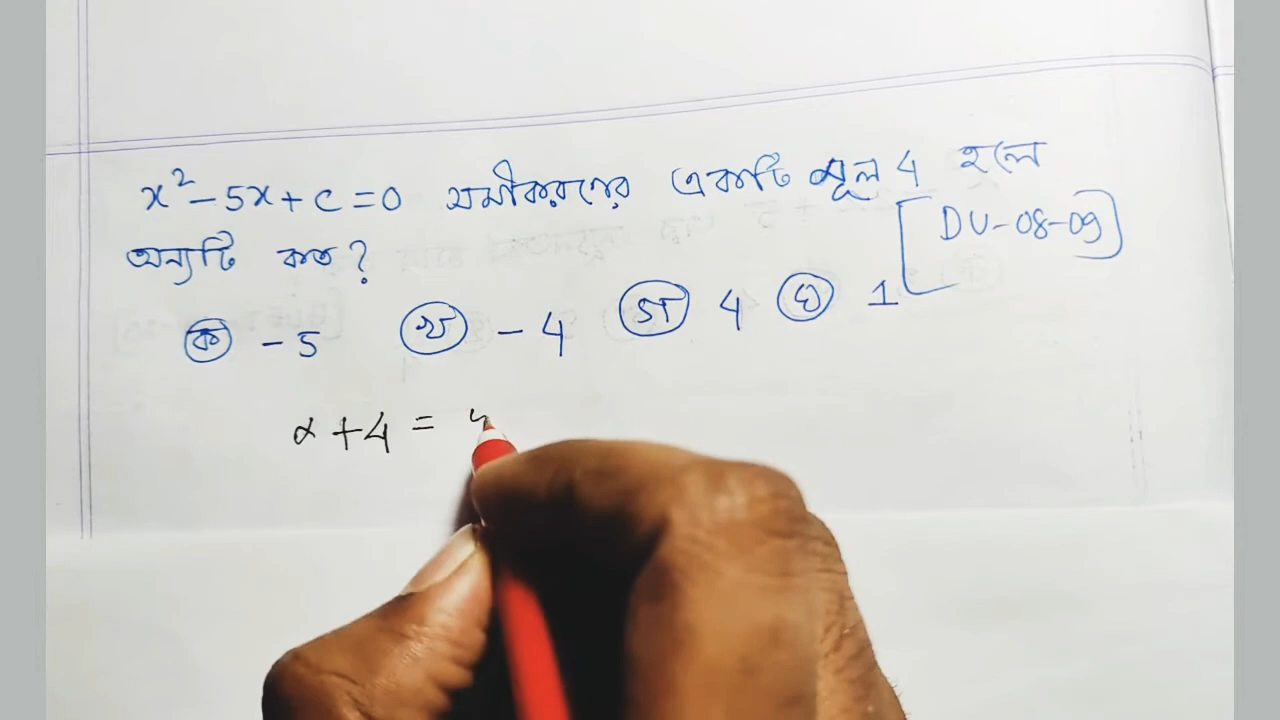 x² - 5x + c = 0 সমীকরণের একটি মূল 4 হলে
অন্যটি কত? [DU-08-09]
ⓚ ক -5 খ -4 গ 4 ঘ 1
α + 4 =